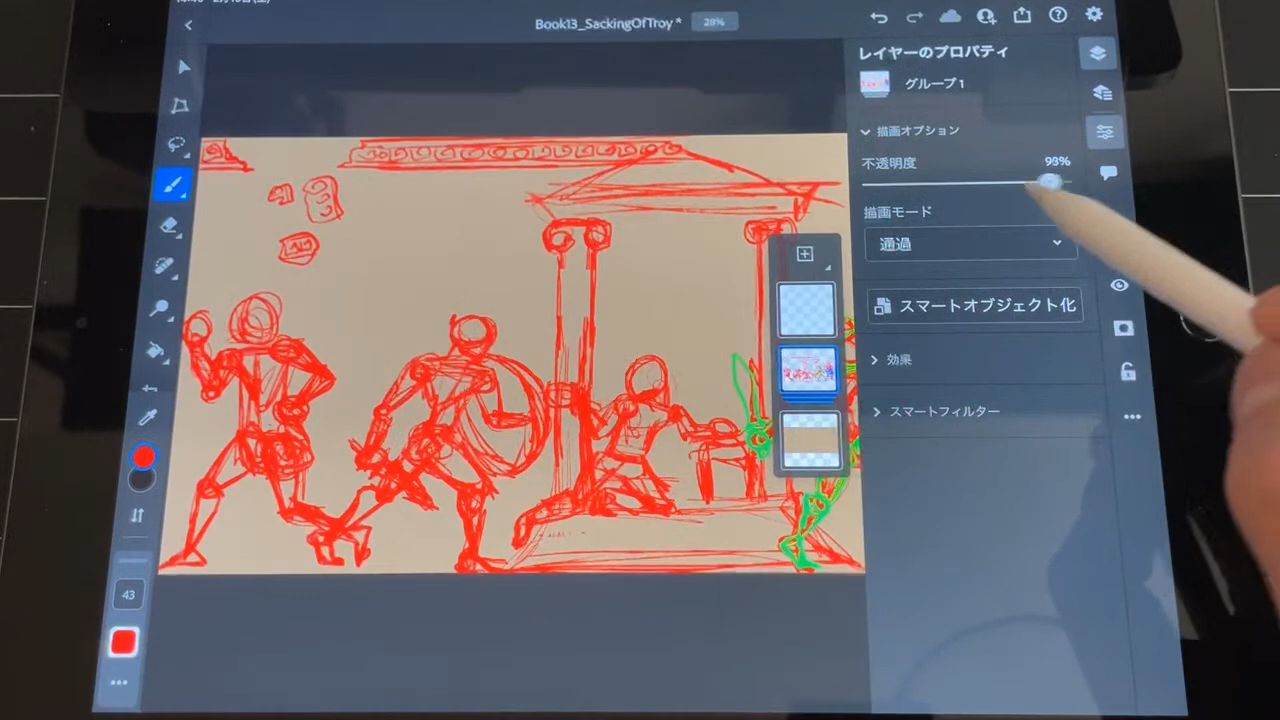 Book13_SackingOfTroy *
28%
レイヤーのプロパティ
グループ1
描画オプション
不透明度
93%
描画モード
通過
スマートオブジェクト化
効果
スマートフィルター
43